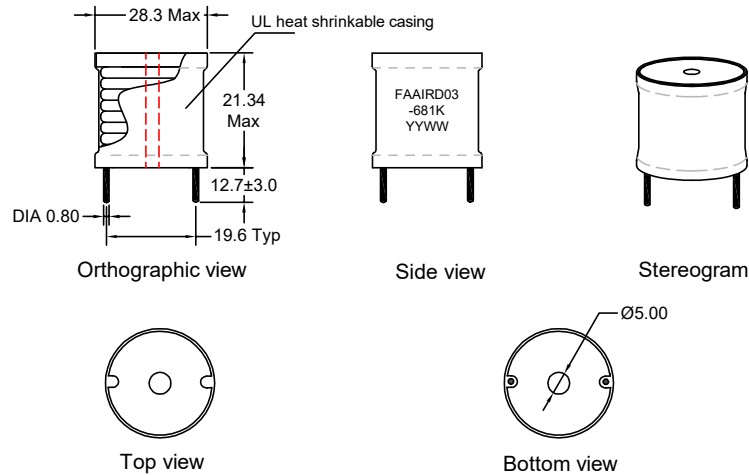 28.3 Max
UL heat shrinkable casing
21.34
Max
12.7±3.0
DIA 0.80
19.6 Typ
Orthographic view
FAAIRD03
-681K
YYWW
Side view
Stereogram
Top view
Ø5.00
Bottom view